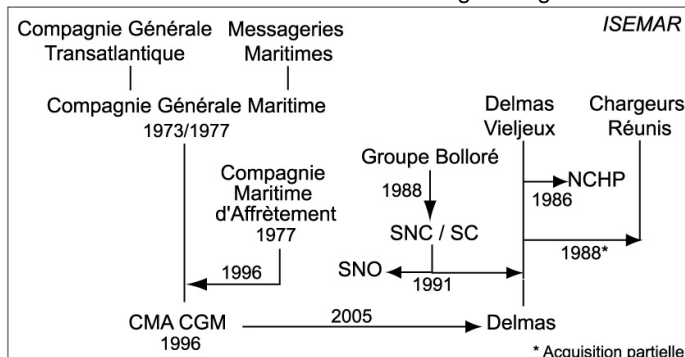 ISEMAR
Compagnie Générale
Transatlantique
Messageries
Maritimes
Compagnie Générale Maritime
1973/1977
Delmas
Vieljeux
Chargeurs
Réunis
Groupe Bolloré
1988
NCHP
1986
Compagnie
Maritime
d'Affrètement
1977
SNC / SC
1988*
SNO
1991
1996
CMA CGM
1996
2005
Delmas
* Acquisition partielle